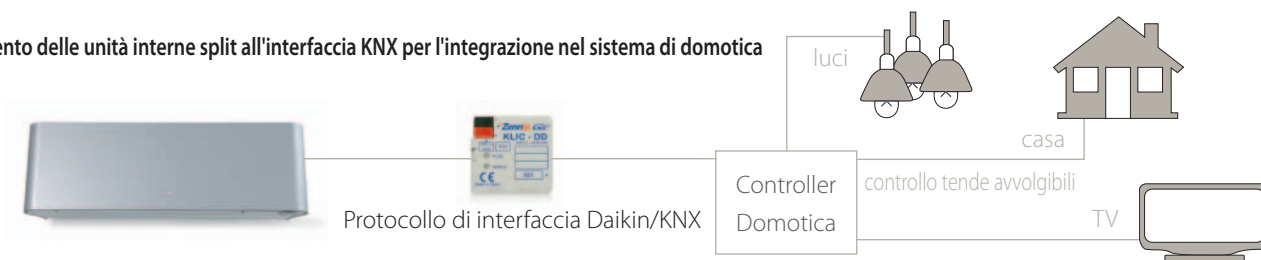 delle unità interne split all'interfaccia KNX per l'integrazione nel sistema di domotica
luci
casa
Zennio
KLIC - DD
CE
Protocollo di interfaccia Daikin/KNX
Controller
Domotica
controllo tende avvolgibili
TV